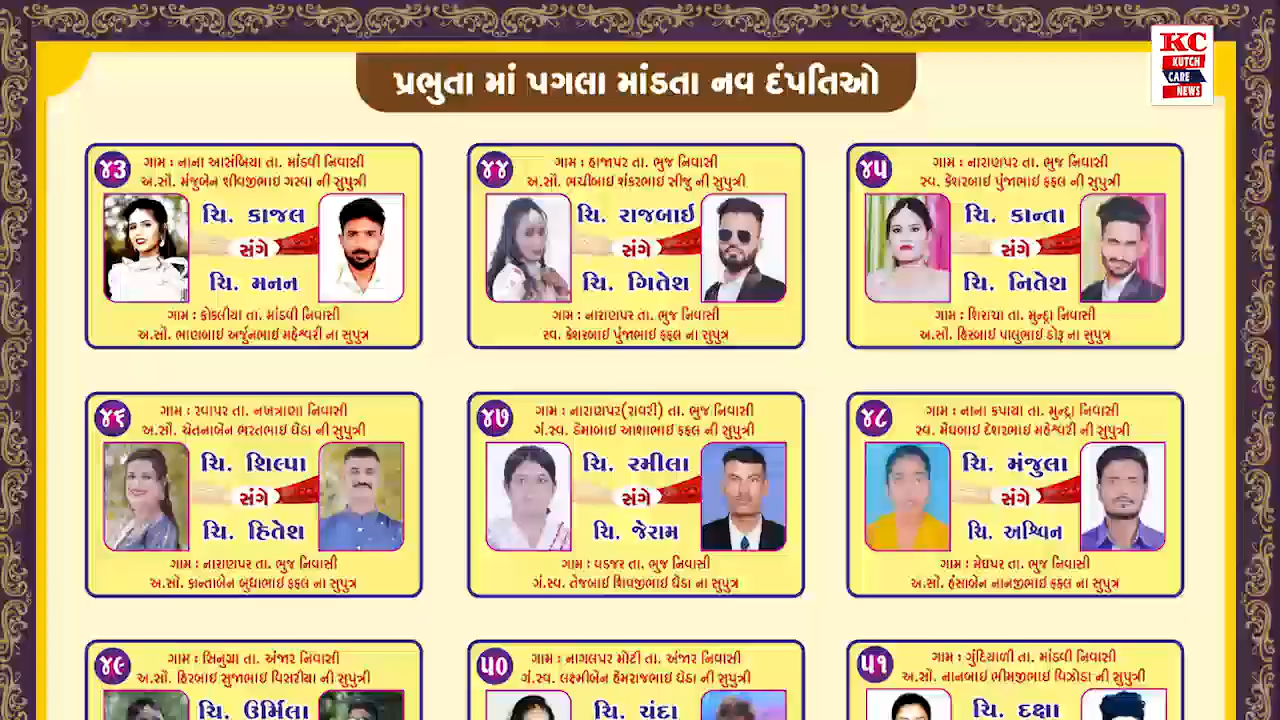 પ્રભુતા માં પગલા માંડતા નવ દંપતિઓ
KC
KUTCH
CARE
NEWS
૪૩
ગામ : નાના આસંબિયા તા. માંડવી નિવાસી
અ.સૌ. મંજુબેન શીવજીભાઇ ગરવા ની સુપુત્રી
ચિ. કાજલ
સંગે
ચિ. મનન
ગામ : કોકલીયા તા. માંડવી નિવાસી
અ.સૌ. ભાણબાઇ અર્જુનભાઇ મહેશ્વરી ના સુપુત્ર
૪૪
ગામ : હાજાપર તા. ભુજ નિવાસી
અ.સૌ. ભચીબાઇ શંકરભાઇ સીજુ ની સુપુત્રી
ચિ. રાજબાઇ
સંગે
ચિ. ગિતેશ
ગામ : નારાણપર તા. ભુજ નિવાસી
સ્વ. કેશરબાઇ પુંજાભાઇ ફફલ ના સુપુત્ર
૪૫
ગામ : નારાણપર તા. ભુજ નિવાસી
સ્વ. કેશરબાઇ પુંજાભાઇ ફફલ ની સુપુત્રી
ચિ. કાન્તા
સંગે
ચિ. નિતેશ
ગામ : શિરાચા તા. મુન્દ્રા નિવાસી
અ.સૌ. હિરબાઇ પાલુભાઇ ડોરૂ ના સુપુત્ર
૪૬
ગામ : રવાપર તા. નખત્રાણા નિવાસી
અ.સૌ. ચેતનાબેન ભરતભાઇ ઘેડા ની સુપુત્રી
ચિ. શિલ્પા
સંગે
ચિ. હિતેશ
ગામ : નારાણપર તા. ભુજ નિવાસી
અ.સૌ. કાન્તાબેન બુધાભાઇ ફફલ ના સુપુત્ર
૪૭
ગામ : નારાણપર(રાવરી) તા. ભુજ નિવાસી
ગં.સ્વ. હેમાબાઇ આશાભાઇ ફફલ ની સુપુત્રી
ચિ. રમીલા
સંગે
ચિ. જેરામ
ગામ : વડજર તા. ભુજ નિવાસી
ગં.સ્વ. તેજબાઇ શિવજીભાઇ ઘેડા ના સુપુત્ર
૪૮
ગામ : નાના કપાયા તા. મુન્દ્રા નિવાસી
સ્વ. મેઘબાઇ દેશરભાઇ મહેશ્વરી ની સુપુત્રી
ચિ. મંજુલા
સંગે
ચિ. અશ્વિન
ગામ : મેઘપર તા. ભુજ નિવાસી
અ.સૌ. હંસાબેન નાનજીભાઇ ફફલ ના સુપુત્ર
૪૯
ગામ : સિનુગ્રા તા. અંજાર નિવાસી
અ.સૌ. હિરબાઇ સુજાભાઇ વિસરીયા ની સુપુત્રી
ચિ. ઉર્મિલા
૫૦
ગામ : નાગલપર મોટી તા. અંજાર નિવાસી
ગં.સ્વ. લક્ષ્મીબેન હેમરાજભાઇ ઘેડા ની સુપુત્રી
ચિ. ચંદા
૫૧
ગામ : ગુંદિયાળી તા. માંડવી નિવાસી
અ.સૌ. નાનબાઇ ભીમજીભાઇ વિઝોડા ની સુપુત્રી
ચિ. દક્ષા